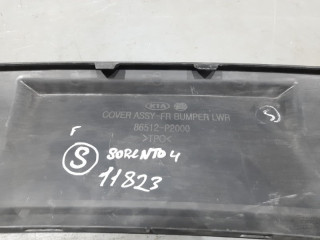 KIA
COVER ASSY-FR BUMPER LWR
86512-P2000
>TPO<
F
S
SORENTO 4
S
11823